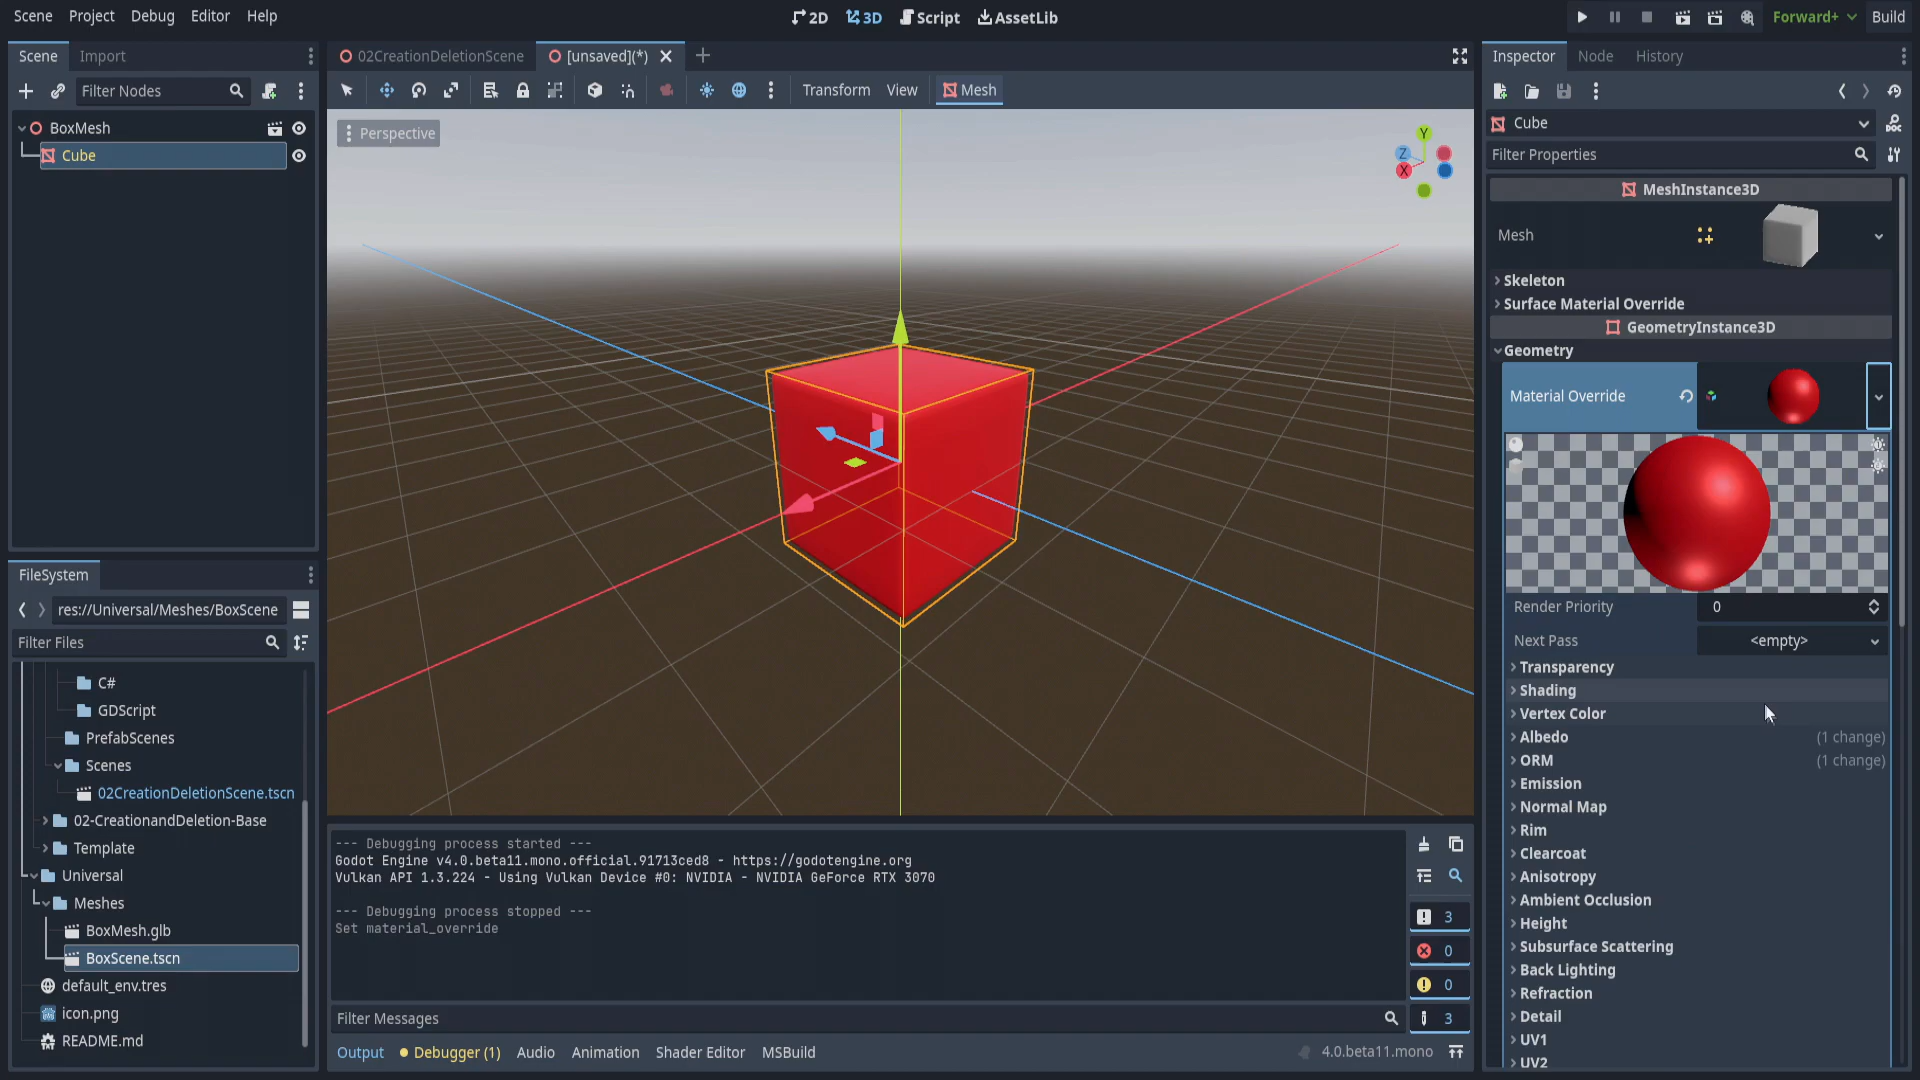 Scene Project Debug Editor Help
2D 3D Script AssetLib
Forward+ Build
Scene Import
Filter Nodes
BoxMesh
Cube
FileSystem
res://Universal/Meshes/BoxScene
Filter Files
C#
GDScript
PrefabScenes
Scenes
02CreationDeletionScene.tscn
02-CreationandDeletion-Base
Template
Universal
Meshes
BoxMesh.glb
BoxScene.tscn
default_env.tres
icon.png
README.md
02CreationDeletionScene [unsaved](*)
Transform View Mesh
Perspective
Y
Z
X
--- Debugging process started ---
Godot Engine v4.0.beta11.mono.official.91713ced8 - https://godotengine.org
Vulkan API 1.3.224 - Using Vulkan Device #0: NVIDIA - NVIDIA GeForce RTX 3070
--- Debugging process stopped ---
Set material_override
3
0
0
3
Filter Messages
Output Debugger (1) Audio Animation Shader Editor MSBuild
4.0.beta11.mono
Inspector Node History
Cube
Filter Properties
MeshInstance3D
Mesh
Skeleton
Surface Material Override
GeometryInstance3D
Geometry
Material Override
Render Priority 0
Next Pass <empty>
Transparency
Shading
Vertex Color
Albedo (1 change)
ORM (1 change)
Emission
Normal Map
Rim
Clearcoat
Anisotropy
Ambient Occlusion
Height
Subsurface Scattering
Back Lighting
Refraction
Detail
UV1
UV2